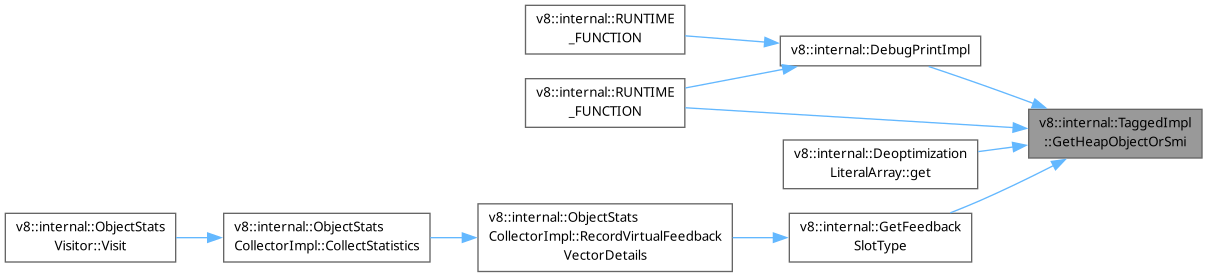 v8::internal::RUNTIME
_FUNCTION
v8::internal::DebugPrintImpl
v8::internal::RUNTIME
_FUNCTION
v8::internal::TaggedImpl
::GetHeapObjectOrSmi
v8::internal::Deoptimization
LiteralArray::get
v8::internal::ObjectStats
Visitor::Visit
v8::internal::ObjectStats
CollectorImpl::CollectStatistics
v8::internal::ObjectStats
CollectorImpl::RecordVirtualFeedback
VectorDetails
v8::internal::GetFeedback
SlotType